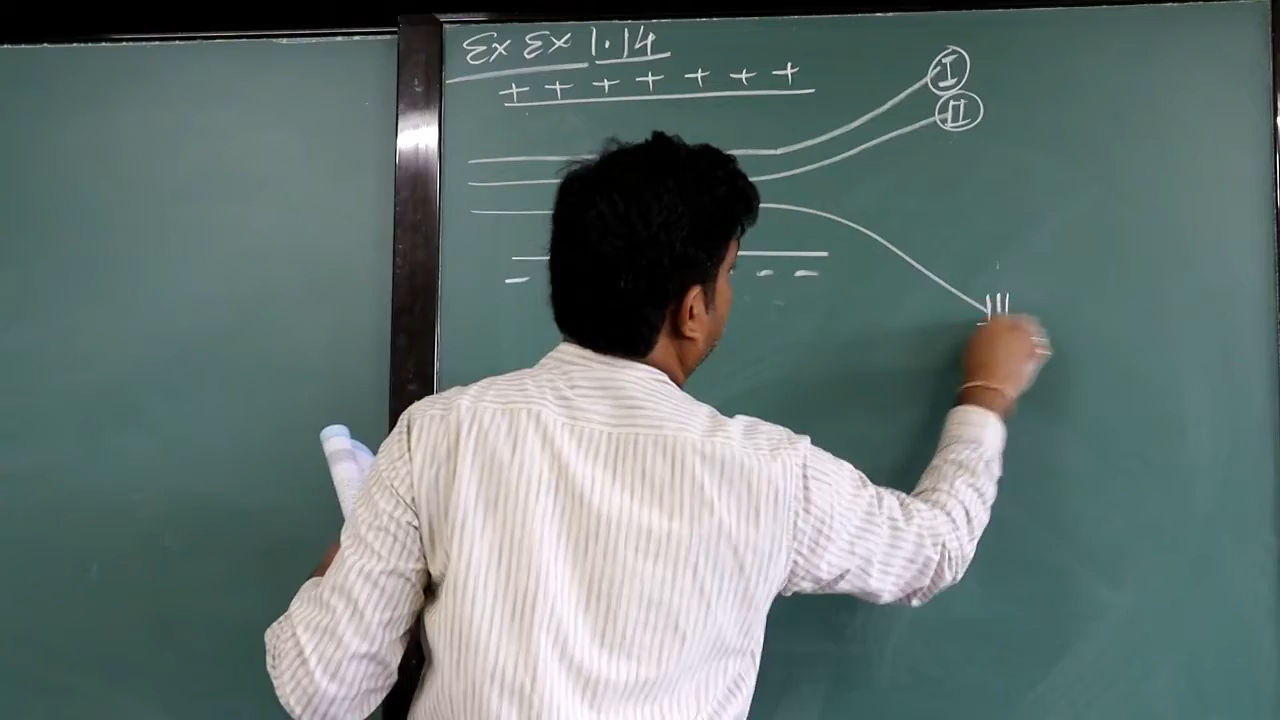 Ex Ex 1.14
+ + + + + + +
I
II
III
- - -